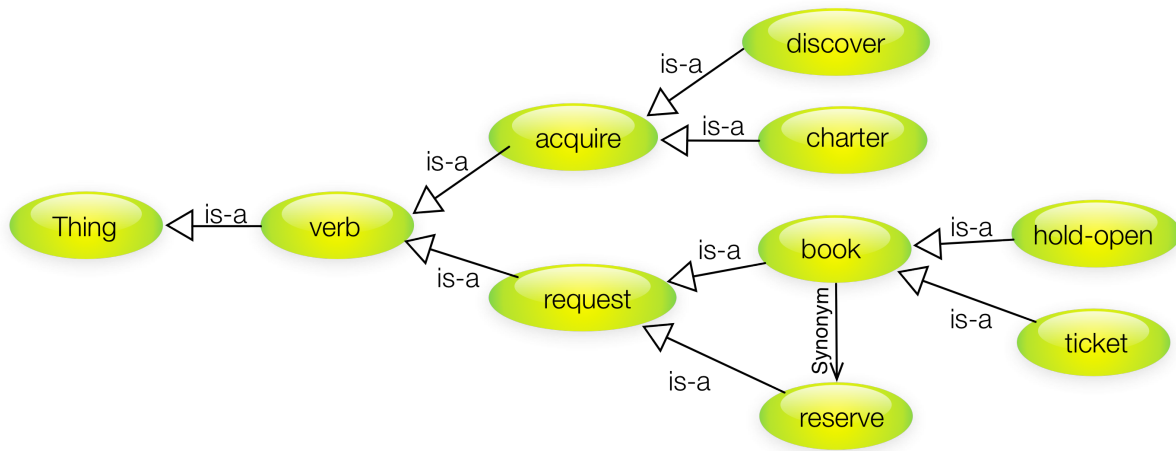 discover
is-a
acquire
is-a
charter
is-a
Thing
is-a
verb
is-a
request
is-a
book
is-a
hold-open
is-a
ticket
Synonym
is-a
reserve